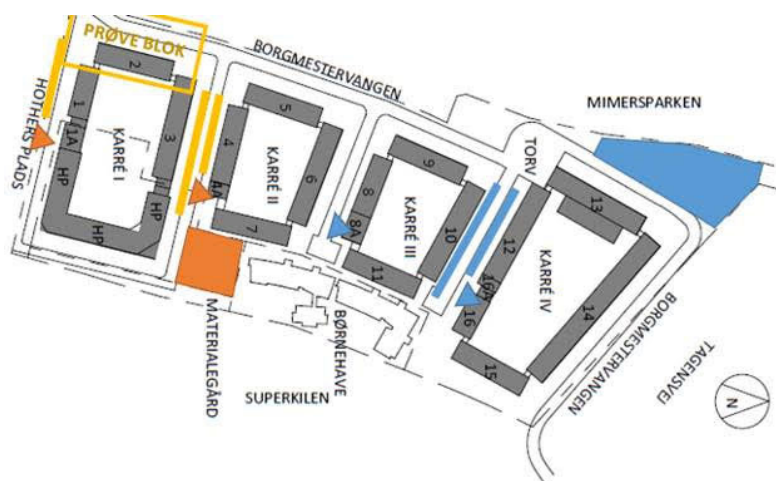 PRØVE BLOK
BORGMESTERVANGEN
MIMERSPARKEN
HOTHERS PLADS
TORV
2
1
1A
3
KARRÉ I
HP
HP
HP
4
4A
5
KARRÉ II
6
7
8
8A
9
KARRÉ III
10
11
12
13
KARRÉ IV
14
16A
16
15
MATERIALEGÅRD
BØRNEHAVE
SUPERKILEN
BORGMESTERVANGEN
TAGENSVEJ
N